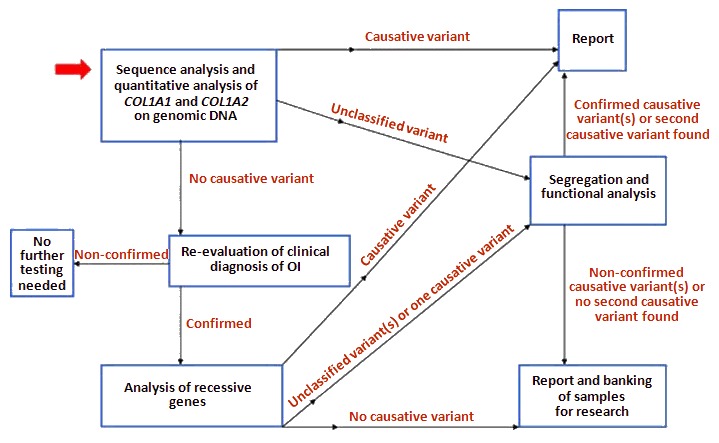 Causative variant
Report
Sequence analysis and
quantitative analysis of
COL1A1 and COL1A2
on genomic DNA
Unclassified variant
Confirmed causative
variant(s) or second
causative variant found
No causative variant
Segregation and
functional analysis
Causative variant
No
further
testing
needed
Non-confirmed
Re-evaluation of clinical
diagnosis of OI
Unclassified variant(s) or one causative variant
Non-confirmed
causative variant(s) or
no second causative
variant found
Confirmed
Analysis of recessive
genes
Report and banking
of samples
for research
No causative variant